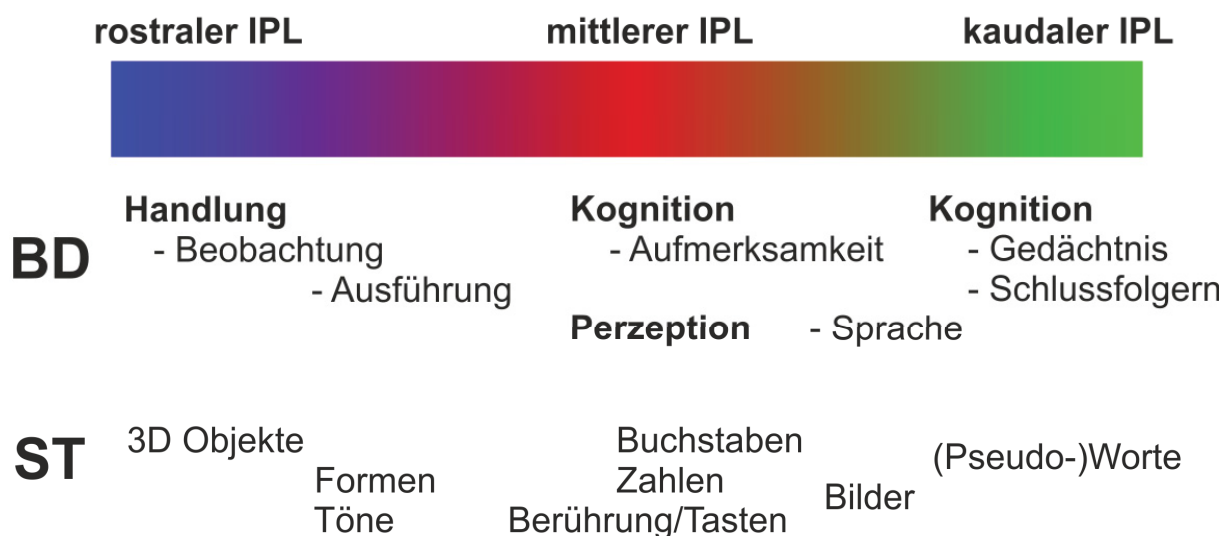 rostraler IPL mittlerer IPL kaudaler IPL
Handlung Kognition Kognition
BD - Beobachtung - Aufmerksamkeit - Gedächtnis
- Ausführung - Schlussfolgern
Perzeption - Sprache
3D Objekte Buchstaben
ST (Pseudo-)Worte
Formen Zahlen Bilder
Töne Berührung/Tasten